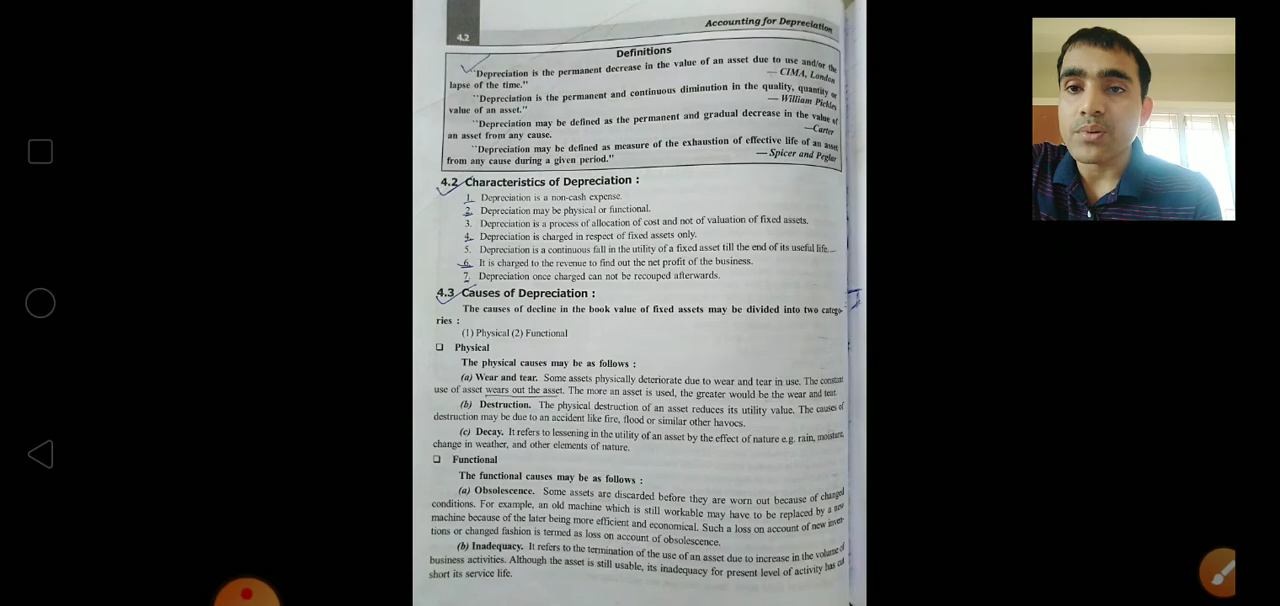 Accounting for Depreciation
4.2
Definitions
"Depreciation is the permanent decrease in the value of an asset due to use and/or the
lapse of the time."
— CIMA, London
"Depreciation is the permanent and continuous diminution in the quality, quantity or
value of an asset."
— William Pickles
"Depreciation may be defined as the permanent and gradual decrease in the value of
an asset from any cause.
—Carter
"Depreciation may be defined as measure of the exhaustion of effective life of an asset
from any cause during a given period."
— Spicer and Pegler
4.2 Characteristics of Depreciation :
1. Depreciation is a non-cash expense.
2. Depreciation may be physical or functional.
3. Depreciation is a process of allocation of cost and not of valuation of fixed assets.
4. Depreciation is charged in respect of fixed assets only.
5. Depreciation is a continuous fall in the utility of a fixed asset till the end of its useful life.
6. It is charged to the revenue to find out the net profit of the business.
7. Depreciation once charged can not be recouped afterwards.
4.3 Causes of Depreciation :
The causes of decline in the book value of fixed assets may be divided into two catego-
ries :
(1) Physical (2) Functional
❑ Physical
The physical causes may be as follows :
(a) Wear and tear. Some assets physically deteriorate due to wear and tear in use. The constant
use of asset wears out the asset. The more an asset is used, the greater would be the wear and tear.
(b) Destruction. The physical destruction of an asset reduces its utility value. The causes of
destruction may be due to an accident like fire, flood or similar other havocs.
(c) Decay. It refers to lessening in the utility of an asset by the effect of nature e.g. rain, moisture,
change in weather, and other elements of nature.
❑ Functional
The functional causes may be as follows :
(a) Obsolescence. Some assets are discarded before they are worn out because of changed
conditions. For example, an old machine which is still workable may have to be replaced by a new
machine because of the later being more efficient and economical. Such a loss on account of new inven-
tions or changed fashion is termed as loss on account of obsolescence.
(b) Inadequacy. It refers to the termination of the use of an asset due to increase in the volume of
business activities. Although the asset is still usable, its inadequacy for present level of activity has cut
short its service life.